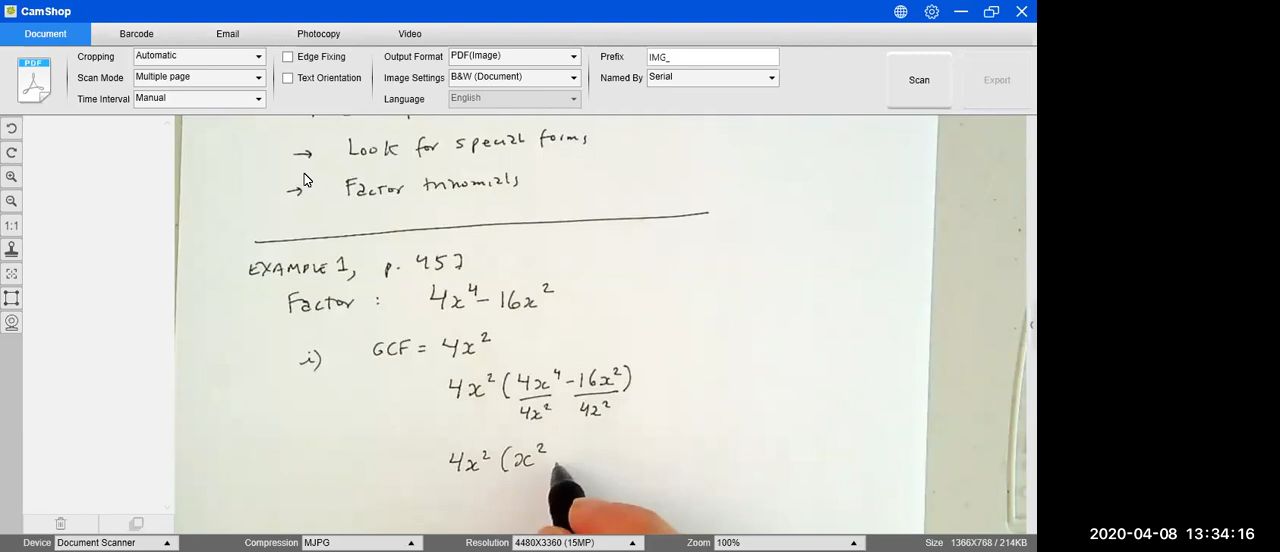 CamShop
Document Barcode Email Photocopy Video
Cropping Automatic Edge Fixing Output Format PDF(Image) Prefix IMG_
PDF Scan Mode Multiple page Text Orientation Image Settings B&W (Document) Named By Serial Scan Export
Time Interval Manual Language English
→ Look for special forms
→ Factor trinomials
EXAMPLE 1, p. 457
Factor : 4x⁴ - 16x²
i) GCF = 4x²
4x² ( 4x⁴/4x² - 16x²/4x² )
4x² (x²
1:1
Device Document Scanner Compression MJPG Resolution 4480X3360 (15MP) Zoom 100% Size 1366X768 / 214KB
2020-04-08 13:34:16